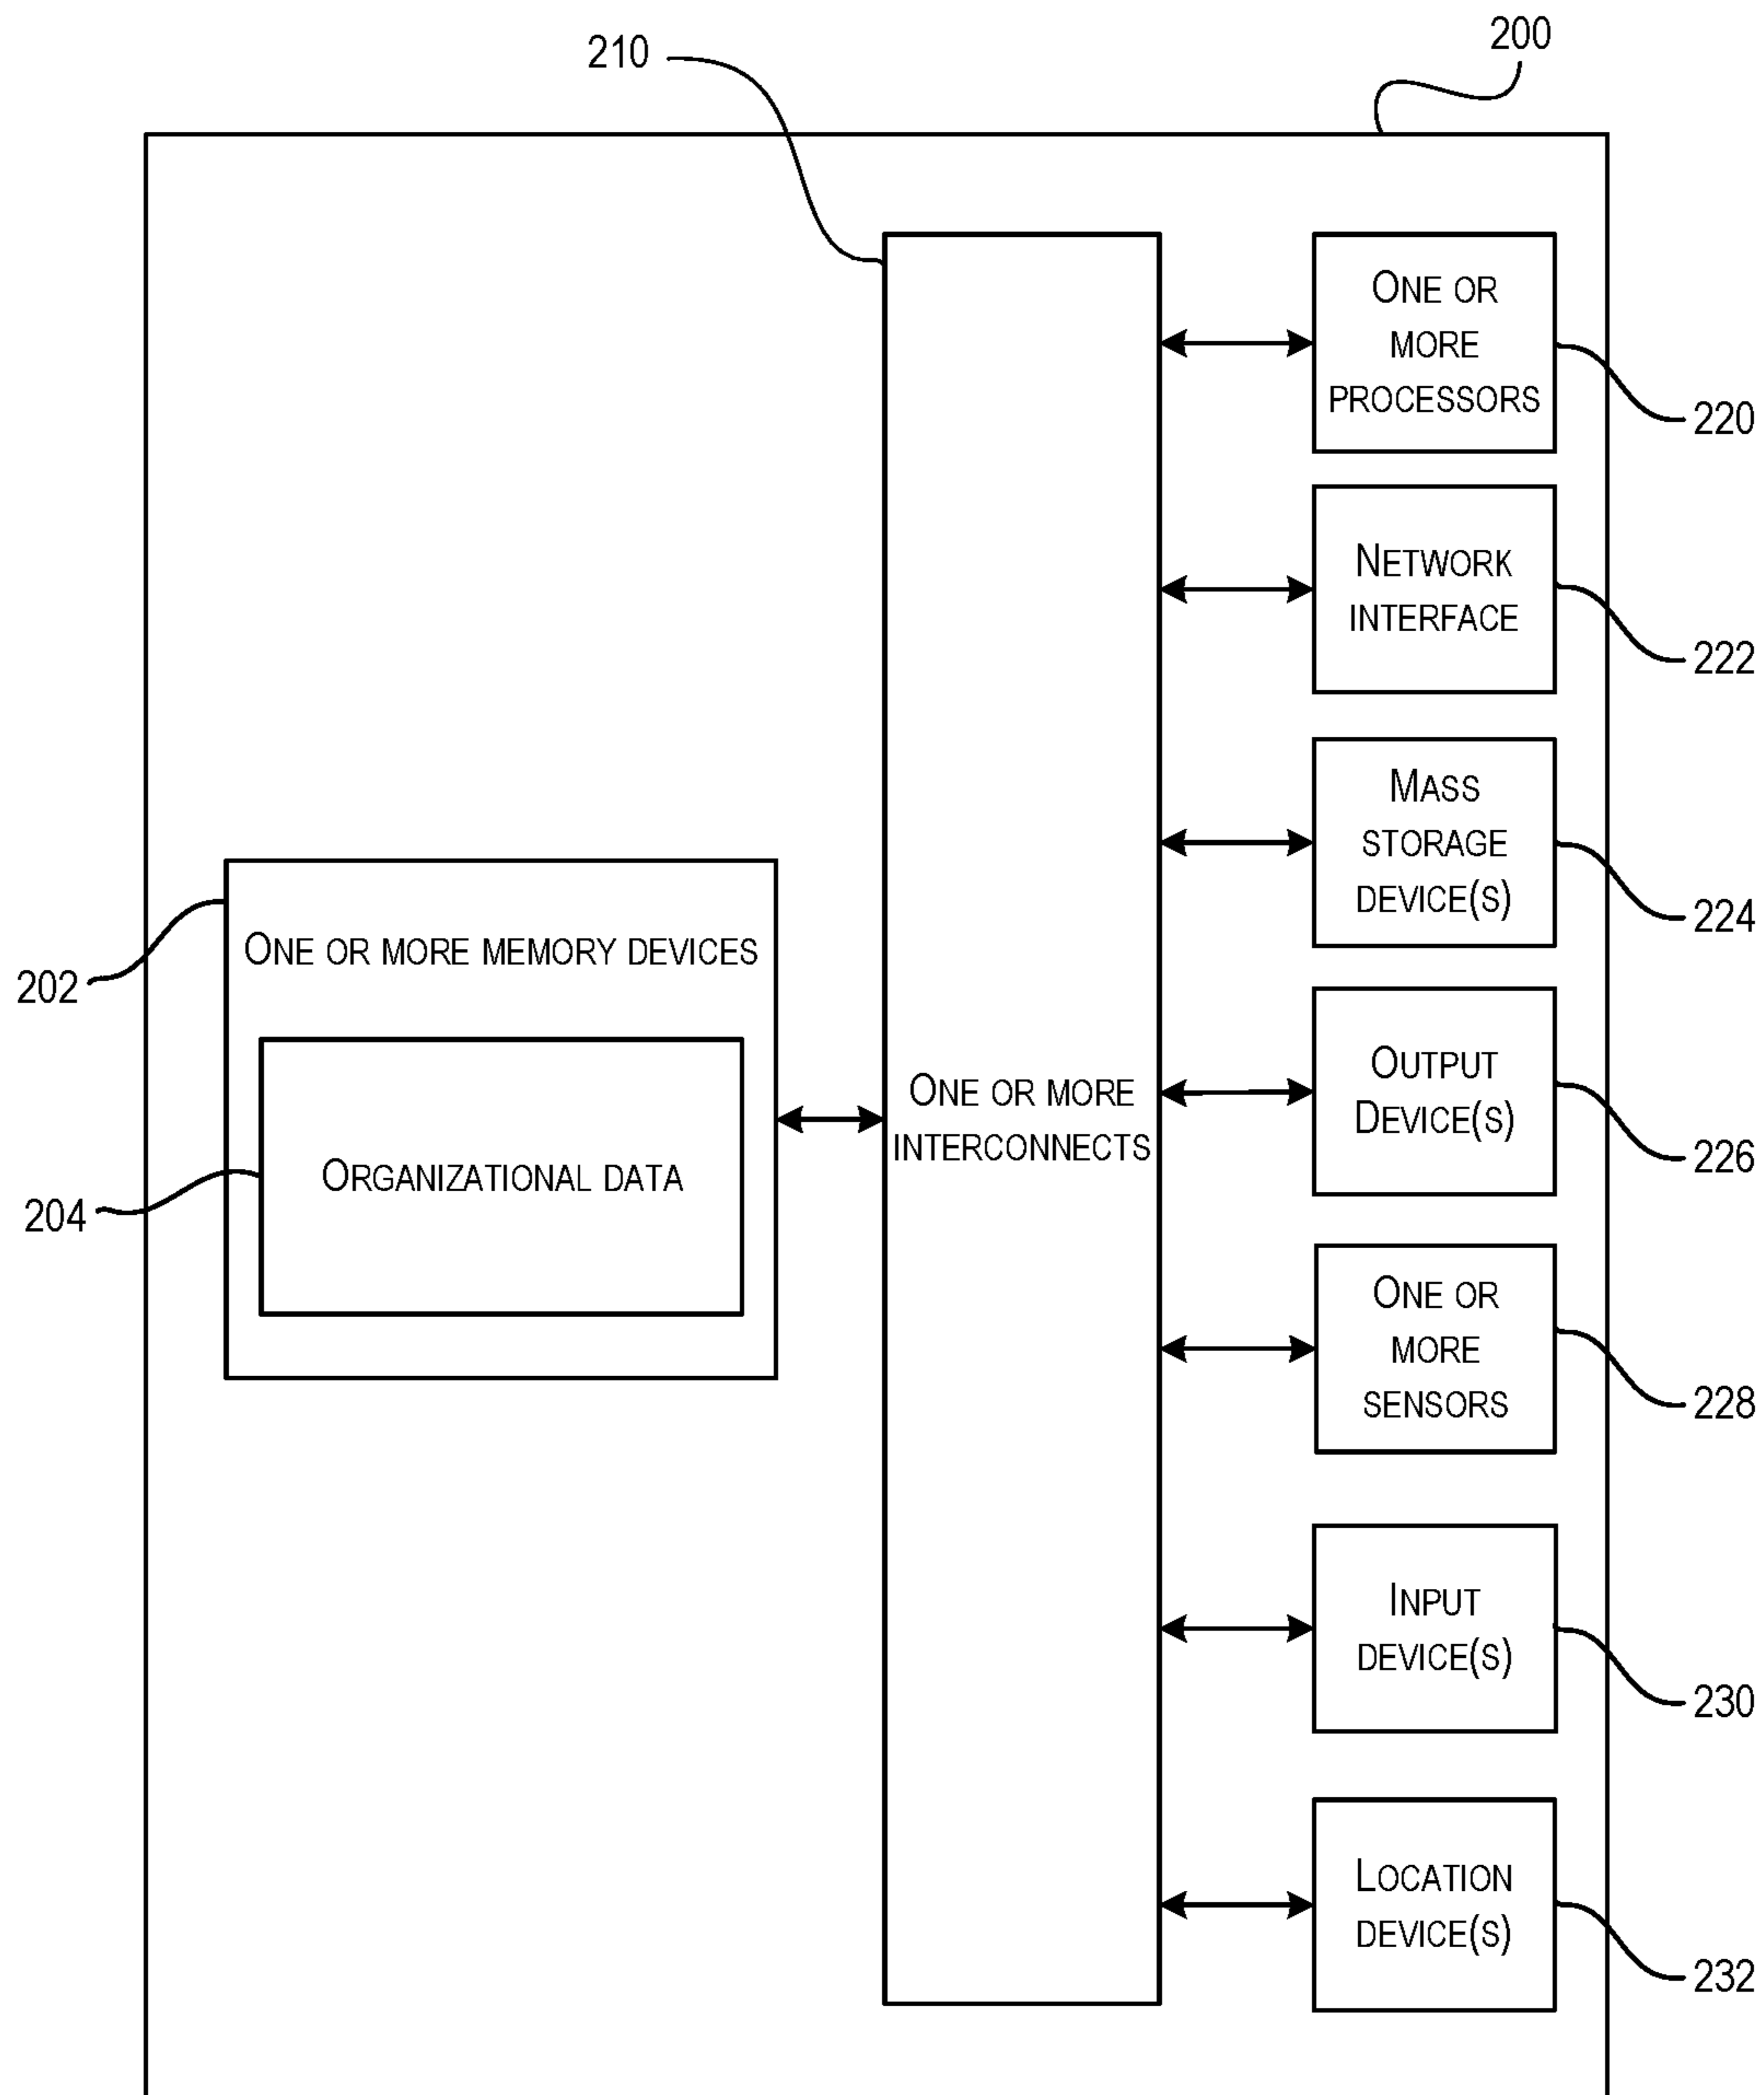 210
200
ONE OR
MORE
PROCESSORS
220
NETWORK
INTERFACE
222
MASS
STORAGE
DEVICE(S)
224
202
ONE OR MORE MEMORY DEVICES
ORGANIZATIONAL DATA
204
ONE OR MORE
INTERCONNECTS
OUTPUT
DEVICE(S)
226
ONE OR
MORE
SENSORS
228
INPUT
DEVICE(S)
230
LOCATION
DEVICE(S)
232